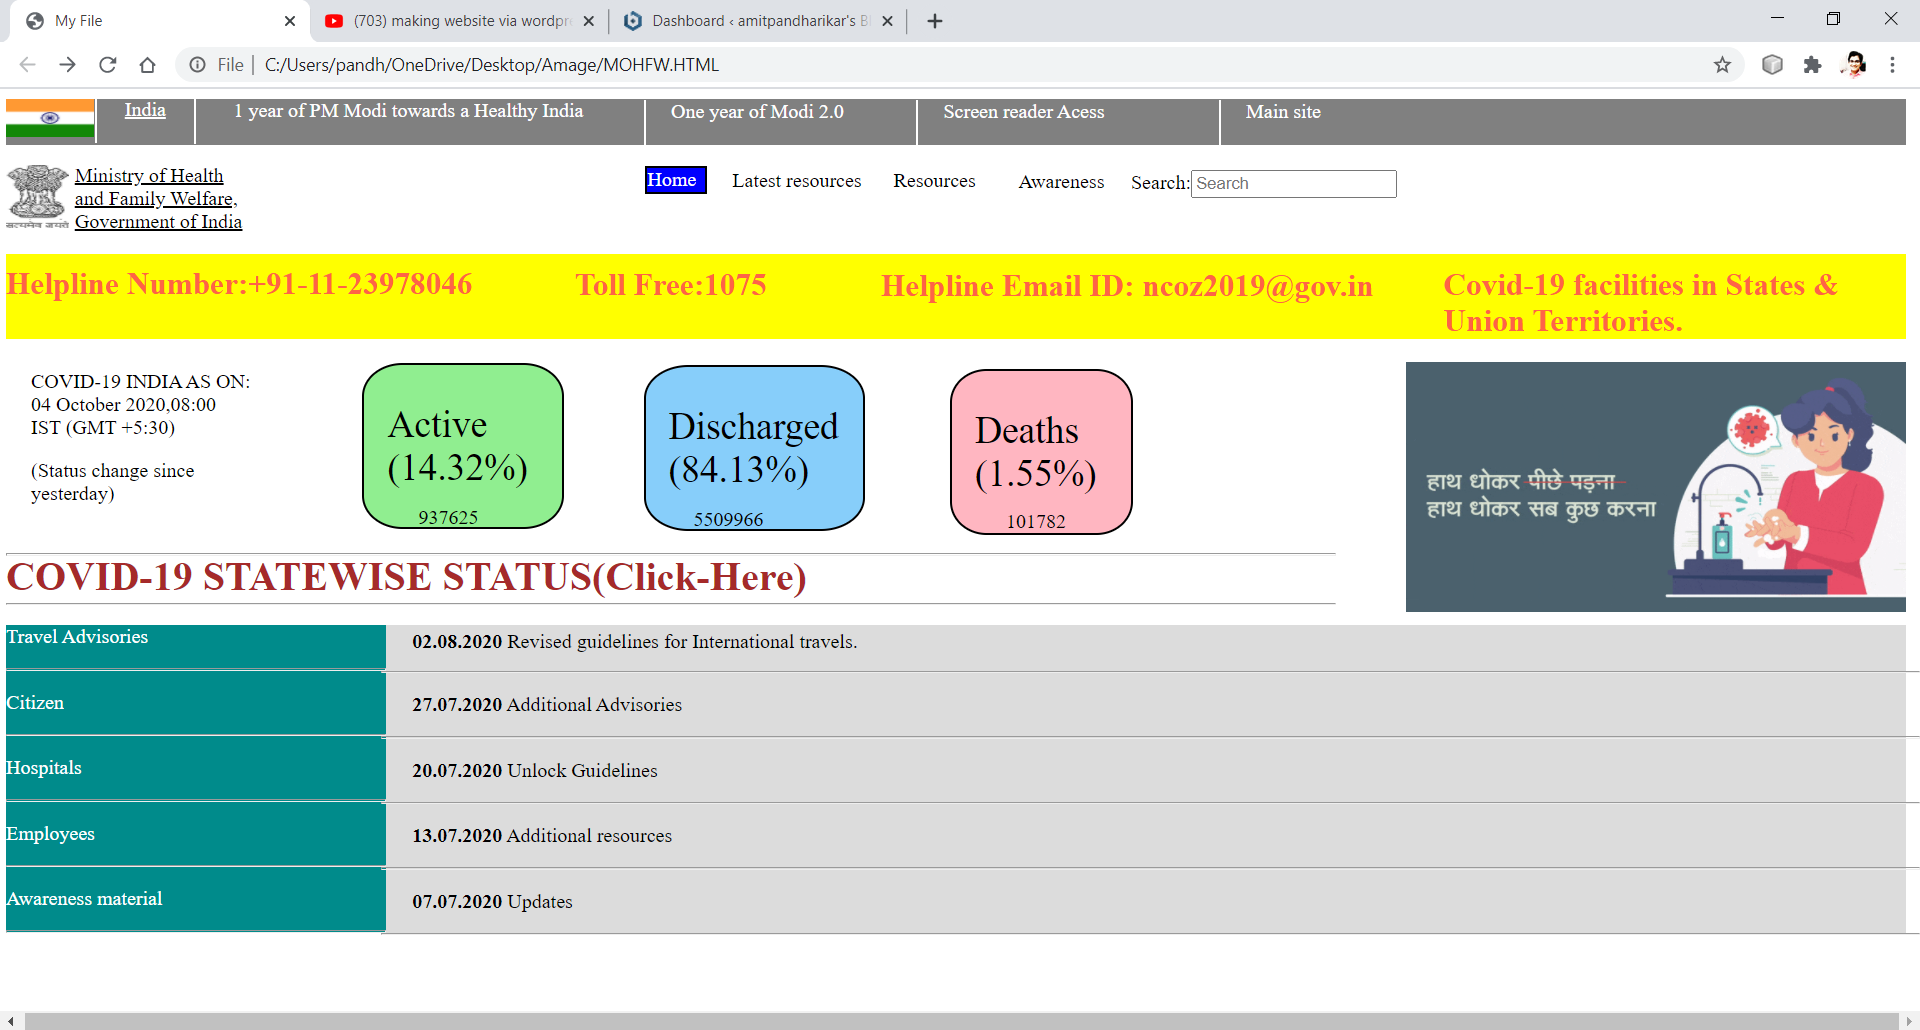 My File
(703) making website via wordpr
Dashboard ‹ amitpandharikar's B
File | C:/Users/pandh/OneDrive/Desktop/Amage/MOHFW.HTML
India
1 year of PM Modi towards a Healthy India
One year of Modi 2.0
Screen reader Acess
Main site
सत्यमेव जयते
Ministry of Health
and Family Welfare,
Government of India
Home
Latest resources
Resources
Awareness
Search:
Search
Helpline Number:+91-11-23978046
Toll Free:1075
Helpline Email ID: ncoz2019@gov.in
Covid-19 facilities in States &
Union Territories.
COVID-19 INDIA AS ON:
04 October 2020,08:00
IST (GMT +5:30)
(Status change since
yesterday)
Active
(14.32%)
937625
Discharged
(84.13%)
5509966
Deaths
(1.55%)
101782
हाथ धोकर पीछे पड़ना
हाथ धोकर सब कुछ करना
COVID-19 STATEWISE STATUS(Click-Here)
Travel Advisories
02.08.2020 Revised guidelines for International travels.
Citizen
27.07.2020 Additional Advisories
Hospitals
20.07.2020 Unlock Guidelines
Employees
13.07.2020 Additional resources
Awareness material
07.07.2020 Updates